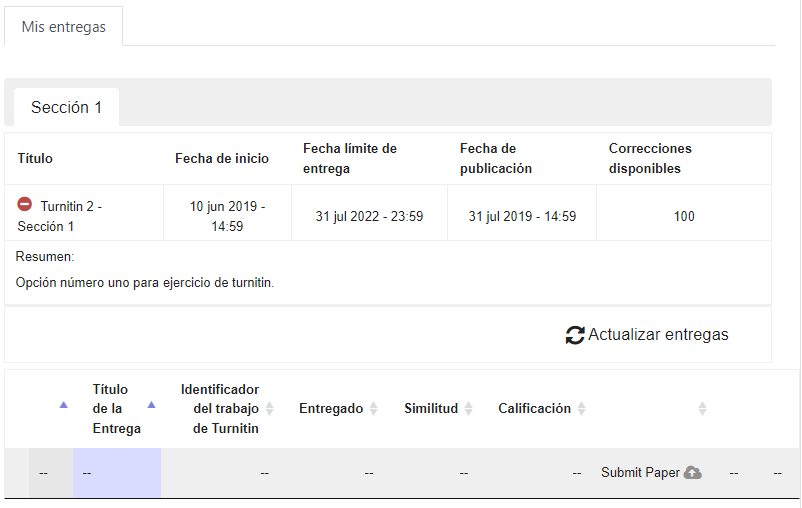 Mis entregas
Sección 1
Título
Fecha de inicio
Fecha límite de
entrega
Fecha de
publicación
Correcciones
disponibles
Turnitin 2 -
Sección 1
10 jun 2019 -
14:59
31 jul 2022 - 23:59
31 jul 2019 - 14:59
100
Resumen:
Opción número uno para ejercicio de turnitin.
Actualizar entregas
Título
de la
Entrega
Identificador
del trabajo
de Turnitin
Entregado
Similitud
Calificación
-- -- -- -- -- -- Submit Paper -- --